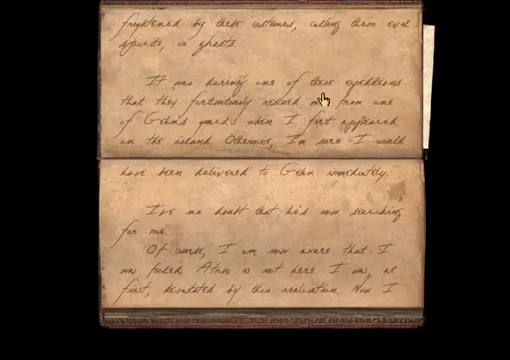 frightened by these costumes, calling them evil
spirits, or ghosts.
It was during one of these expeditions
that they fortuitously rescued me from one
of Gehn's guards when I first appeared
on the island. Otherwise, I'm sure I would
have been delivered to Gehn immediately.
I've no doubt that he's now searching
for me.
Of course, I am now aware that I
was fooled; Atrus is not here. I was, at
first, devastated by this realization. Now I